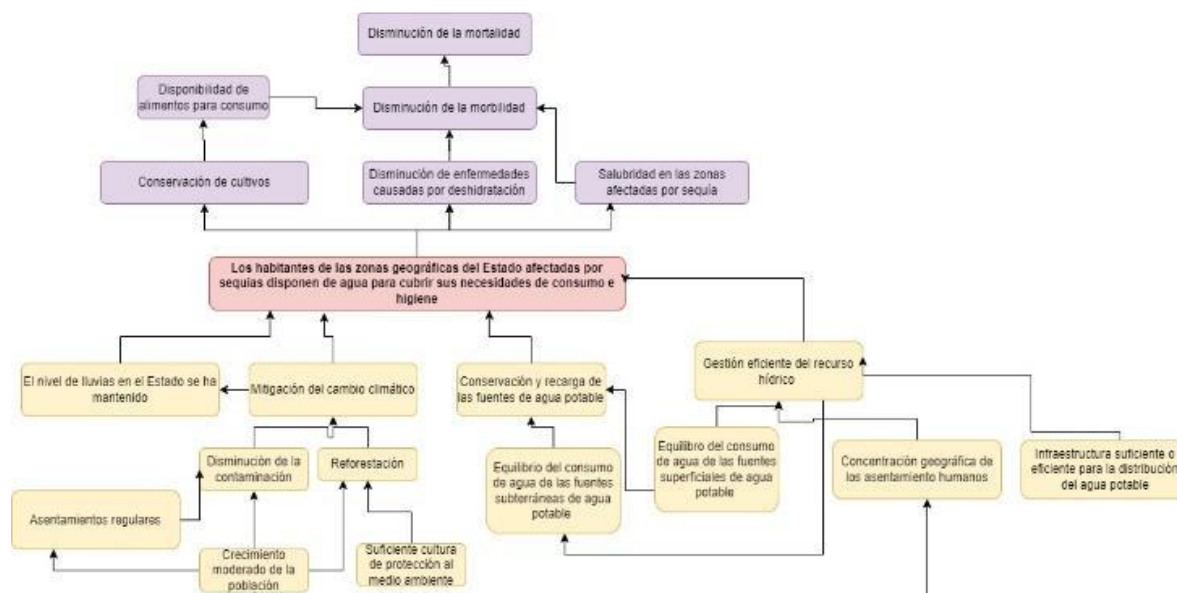 Disminución de la mortalidad
Disponibilidad de
alimentos para consumo
Disminución de la morbilidad
Conservación de cultivos
Disminución de enfermedades
causadas por deshidratación
Salubridad en las zonas
afectadas por sequía
Los habitantes de las zonas geográficas del Estado afectadas por
sequias disponen de agua para cubrir sus necesidades de consumo e
higiene
El nivel de lluvias en el Estado se ha
mantenido
Mitigación del cambio climático
Conservación y recarga de
las fuentes de agua potable
Gestión eficiente del recurso
hídrico
Disminución de la
contaminación
Reforestación
Equilibro del consumo
de agua de las fuentes
subterráneas de agua
potable
Equilibro del consumo
de agua de las fuentes
superficiales de agua
potable
Concentración geográfica de
los asentamiento humanos
Infraestructura suficiente o
eficiente para la distribución
del agua potable
Asentamientos regulares
Crecimiento
moderado de la
población
Suficiente cultura
de protección al
medio ambiente